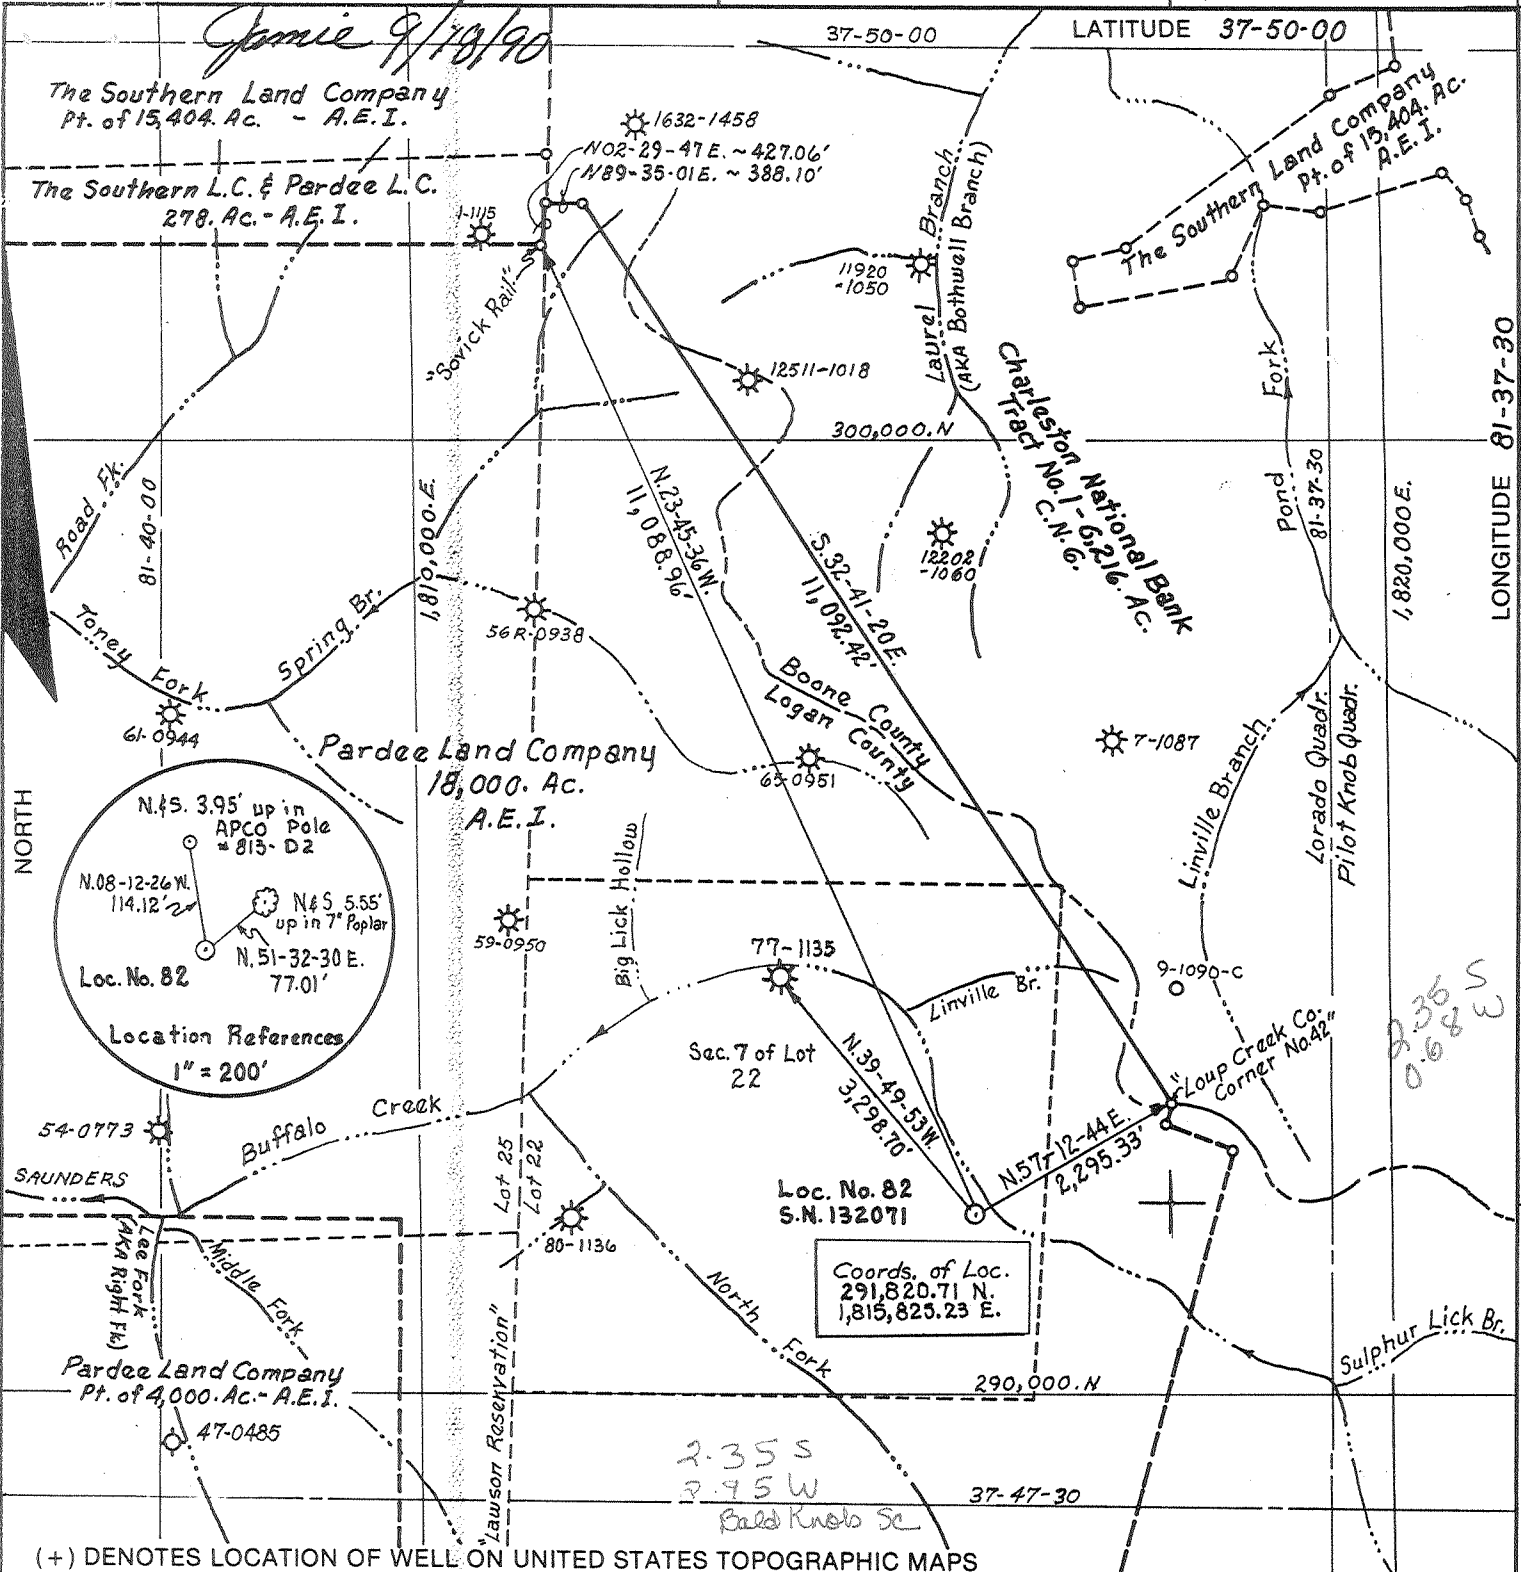 Jamie 9/18/90
37-50-00
LATITUDE 37-50-00
The Southern Land Company
Pt. of 15,404. Ac. - A.E.I.
1632-1458
N02-29-47E. ~ 427.06'
N89-35-01E. ~ 388.10'
The Southern L.C. & Pardee L.C.
278. Ac. - A.E.I.
1-1115
"Sovick Rail"
The Southern Land Company
Pt. of 15,404. Ac.
A.E.I.
11920
-1050
Laurel Branch
(AKA Bothwell Branch)
12511-1018
300,000.N
Charleston National Bank
Tract No.1 - 6,216. Ac.
C.N.G.
Pond Fork
81-37-30
1,820,000 E.
LONGITUDE 81-37-30
Road Fk.
81-40-00
1,810,000.E.
N.23-45-36W.
11,088.96'
S.32-41-20E.
11,092.42'
12202
-1060
Toney Fork
Spring Br.
56R-0938
61-0944
Boone County
Logan County
7-1087
65-0951
Pardee Land Company
18,000. Ac.
A.E.I.
Linville Branch
Lorado Quadr.
Pilot Knob Quadr.
NORTH
N.&S. 3.95' up in
APCO Pole
# 813-D2
N.08-12-26W.
114.12'
N&S 5.55'
up in 7" Poplar
N.51-32-30E.
77.01'
Loc. No. 82
Location References
1" = 200'
59-0950
Big Lick Hollow
77-1135
Linville Br.
9-1090-C
Sec. 7 of Lot
22
N.39-49-53W.
3,298.70'
"Loup Creek Co.
Corner No.42"
2.35 S
0.68 W
54-0773
Buffalo Creek
SAUNDERS
Lot 25
Lot 22
N.57-12-44E.
2,295.33'
Loc. No. 82
S.N. 132071
80-1136
Lee Fork
(AKA Right Fk.)
Middle Fork
North Fork
Coords. of Loc.
291,820.71 N.
1,815,825.23 E.
Sulphur Lick Br.
Pardee Land Company
Pt. of 4,000. Ac. - A.E.I.
290,000.N
47-0485
"Lawson Reservation"
2.35 S
.95 W
Bald Knob SC
37-47-30
(+) DENOTES LOCATION OF WELL ON UNITED STATES TOPOGRAPHIC MAPS